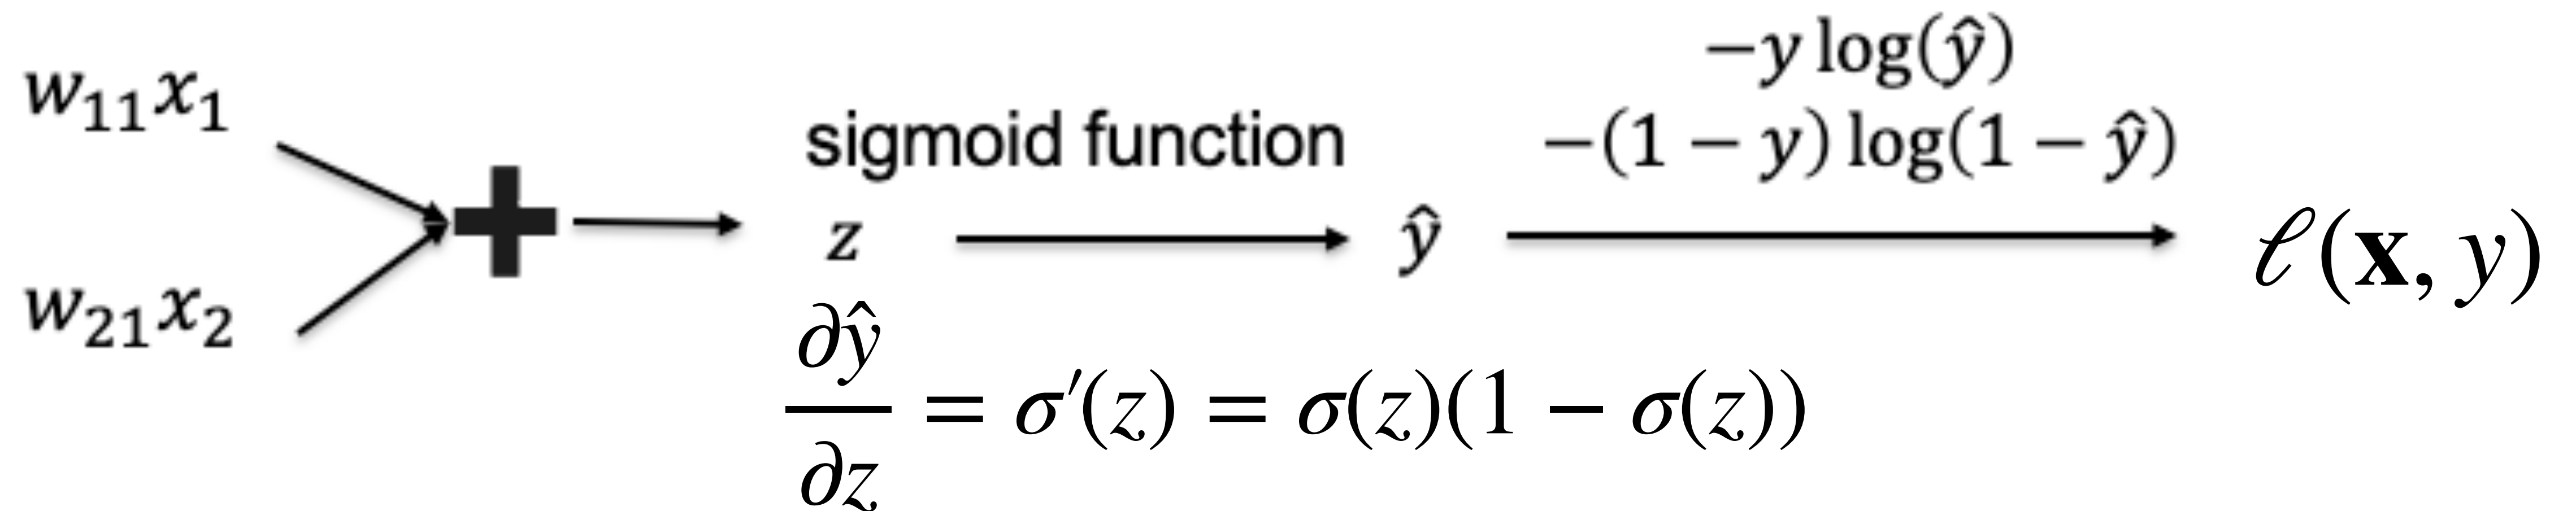 −y log(ŷ)
−(1 − y) log(1 − ŷ)
w₁₁x₁
sigmoid function
z
ŷ
ℓ(𝐱, y)
w₂₁x₂
∂ŷ/∂z = σ′(z) = σ(z)(1 − σ(z))